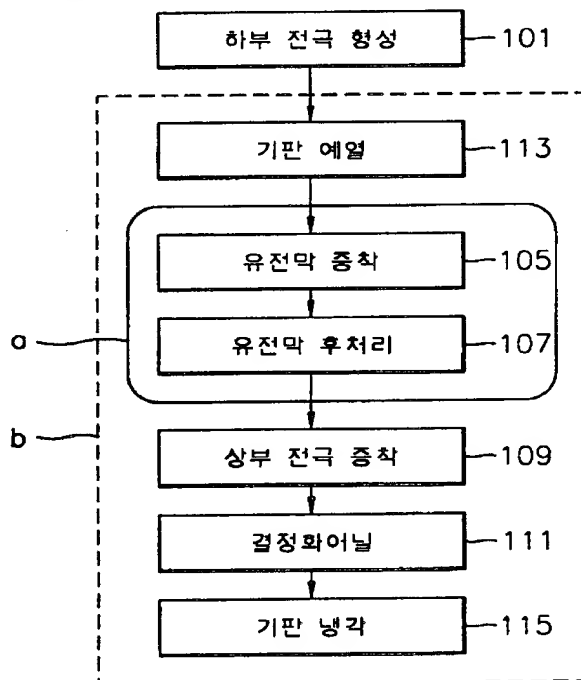 하부 전극 형성 101
기판 예열 113
유전막 증착 105
a
유전막 후처리 107
b
상부 전극 증착 109
결정화어닐 111
기판 냉각 115